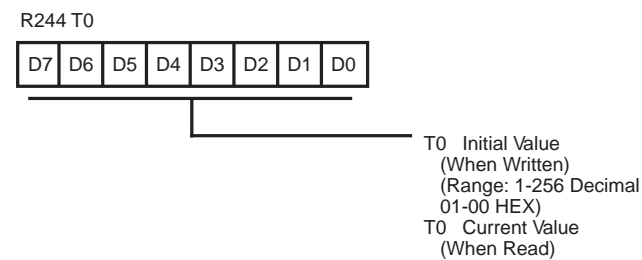 R244 T0
D7 D6 D5 D4 D3 D2 D1 D0
T0 Initial Value
(When Written)
(Range: 1-256 Decimal
01-00 HEX)
T0 Current Value
(When Read)